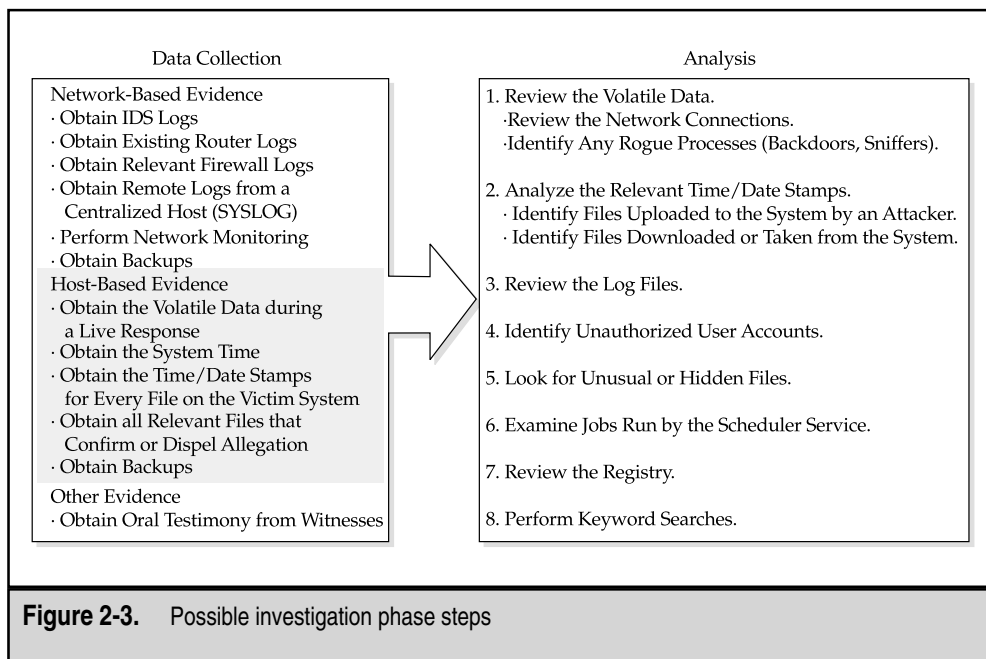 Data Collection
Network-Based Evidence
· Obtain IDS Logs
· Obtain Existing Router Logs
· Obtain Relevant Firewall Logs
· Obtain Remote Logs from a
Centralized Host (SYSLOG)
· Perform Network Monitoring
· Obtain Backups
Host-Based Evidence
· Obtain the Volatile Data during
a Live Response
· Obtain the System Time
· Obtain the Time/Date Stamps
for Every File on the Victim System
· Obtain all Relevant Files that
Confirm or Dispel Allegation
· Obtain Backups
Other Evidence
· Obtain Oral Testimony from Witnesses
Analysis
1. Review the Volatile Data.
·Review the Network Connections.
·Identify Any Rogue Processes (Backdoors, Sniffers).
2. Analyze the Relevant Time/Date Stamps.
· Identify Files Uploaded to the System by an Attacker.
· Identify Files Downloaded or Taken from the System.
3. Review the Log Files.
4. Identify Unauthorized User Accounts.
5. Look for Unusual or Hidden Files.
6. Examine Jobs Run by the Scheduler Service.
7. Review the Registry.
8. Perform Keyword Searches.
Figure 2-3. Possible investigation phase steps